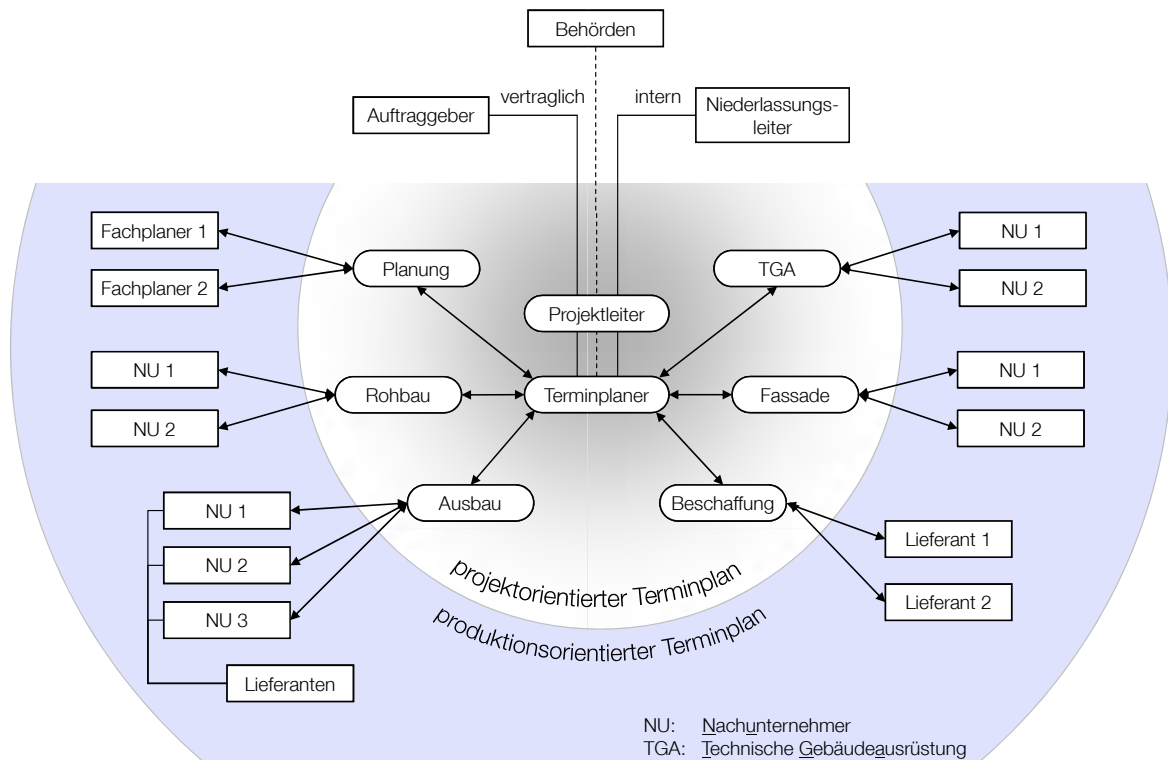 Behörden
vertraglich
intern
Auftraggeber
Niederlassungs-
leiter
Fachplaner 1
Fachplaner 2
Planung
TGA
NU 1
NU 2
Projektleiter
NU 1
NU 2
Rohbau
Terminplaner
Fassade
NU 1
NU 2
NU 1
NU 2
NU 3
Lieferanten
Ausbau
Beschaffung
Lieferant 1
Lieferant 2
projektorientierter Terminplan
produktionsorientierter Terminplan
NU: Nachunternehmer
TGA: Technische Gebäudeausrüstung